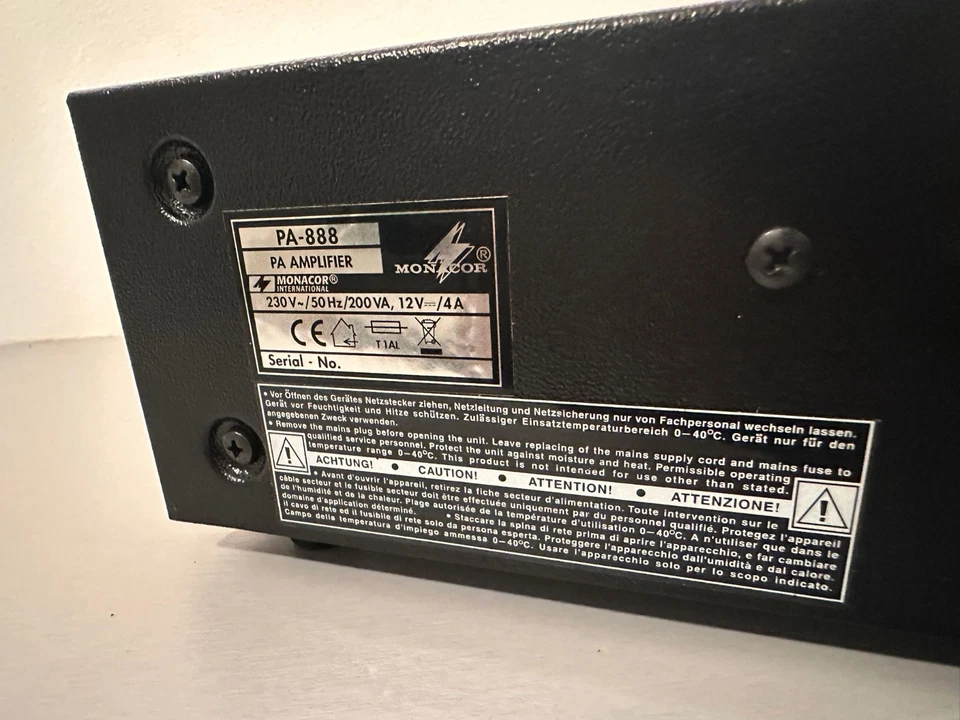 PA-888
PA AMPLIFIER
MONACOR®
MONACOR®
INTERNATIONAL
230V~/50Hz/200VA, 12V⎓/4A
CE
T1AL
Serial - No.
• Vor Öffnen des Gerätes Netzstecker ziehen, Netzleitung und Netzsicherung nur von Fachpersonal wechseln lassen.
Gerät vor Feuchtigkeit und Hitze schützen. Zulässiger Einsatztemperaturbereich 0–40°C. Gerät nur für den
angegebenen Zweck verwenden.
• Remove the mains plug before opening the unit. Leave replacing of the mains supply cord and mains fuse to
qualified service personel. Protect the unit against moisture and heat. Permissible operating
temperature range 0–40°C. This product is not intended for use other than stated.
ACHTUNG! • CAUTION! • ATTENTION! • ATTENZIONE!
• Avant d'ouvrir l'appareil, retirez la fiche secteur d'alimentation. Toute intervention sur le
câble secteur et le fusible secteur doit être effectuée uniquement par du personnel qualifié. Protegez l'appareil
de l'humidité et de la chaleur. Plage autorisée de la température d'utilisation 0–40°C. A n'utiliser que dans le
domaine d'application déterminé. • Staccare la spina di rete prima di aprire l'apparecchio, e far cambiare
il cavo di rete ed il fusibile di rete solo da persona esperta. Proteggere l'apparecchio dall'umidità e dal calore.
Campo della temperatura d'impiego ammessa 0–40°C. Usare l'apparecchio solo per lo scopo indicato.